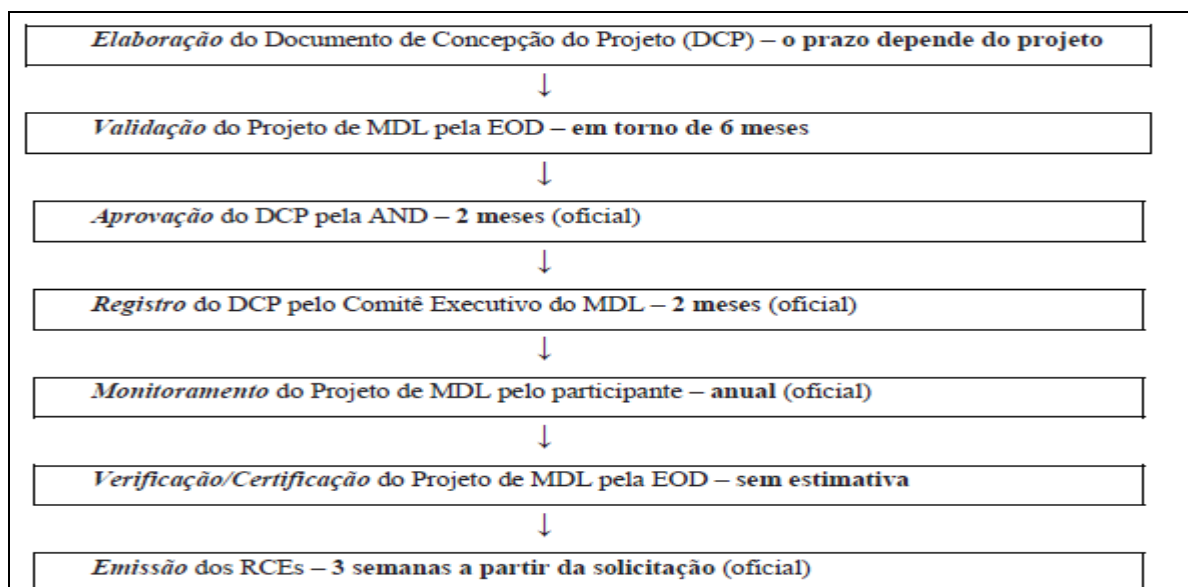 Elaboração do Documento de Concepção do Projeto (DCP) – o prazo depende do projeto
↓
Validação do Projeto de MDL pela EOD – em torno de 6 meses
↓
Aprovação do DCP pela AND – 2 meses (oficial)
↓
Registro do DCP pelo Comitê Executivo do MDL – 2 meses (oficial)
↓
Monitoramento do Projeto de MDL pelo participante – anual (oficial)
↓
Verificação/Certificação do Projeto de MDL pela EOD – sem estimativa
↓
Emissão dos RCEs – 3 semanas a partir da solicitação (oficial)